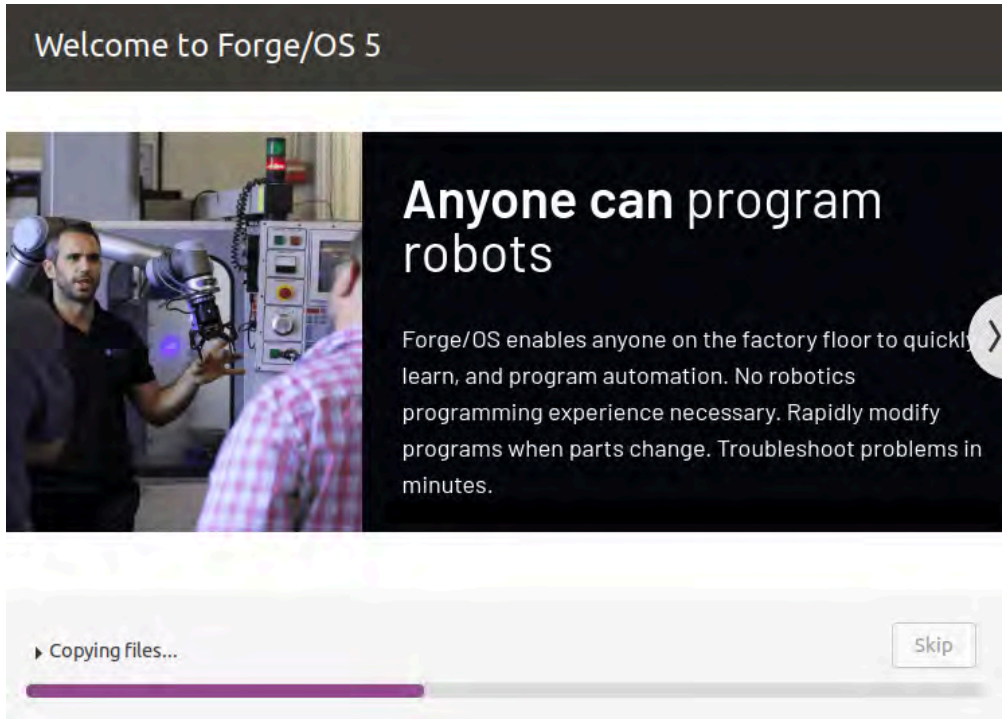 Welcome to Forge/OS 5
Anyone can program
robots
Forge/OS enables anyone on the factory floor to quickly
learn, and program automation. No robotics
programming experience necessary. Rapidly modify
programs when parts change. Troubleshoot problems in
minutes.
Copying files...
Skip